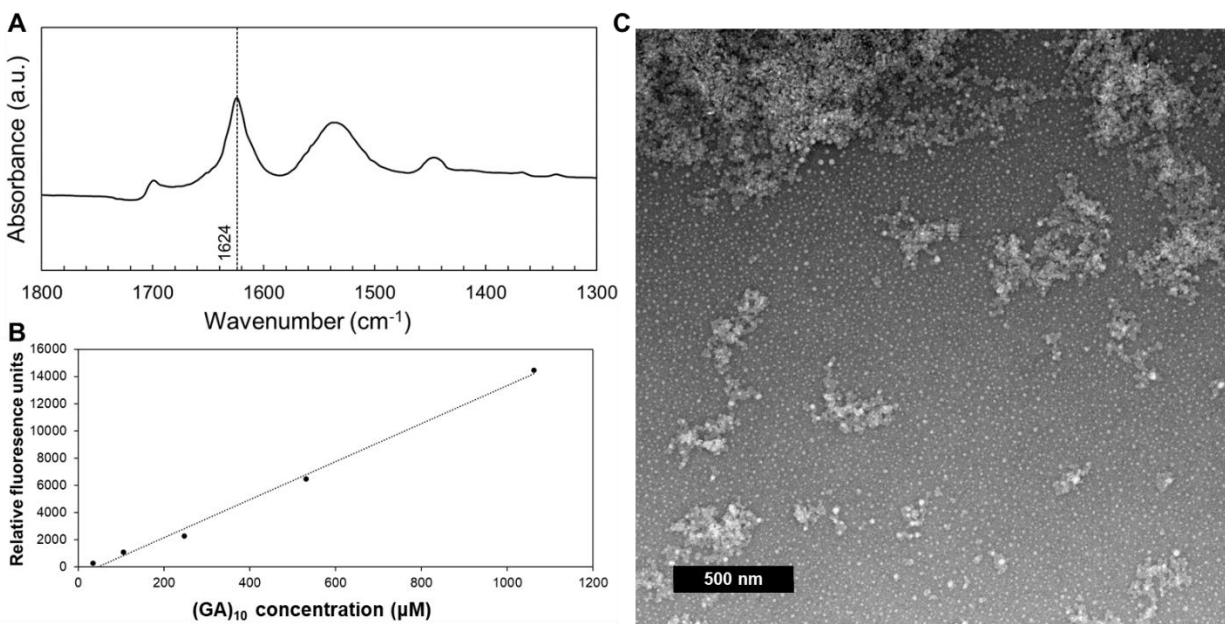 A
Absorbance (a.u.)
1624
1800 1700 1600 1500 1400 1300
Wavenumber (cm⁻¹)
B
Relative fluoresence units
16000
14000
12000
10000
8000
6000
4000
2000
0
0 200 400 600 800 1000 1200
(GA)₁₀ concentration (µM)
C
500 nm